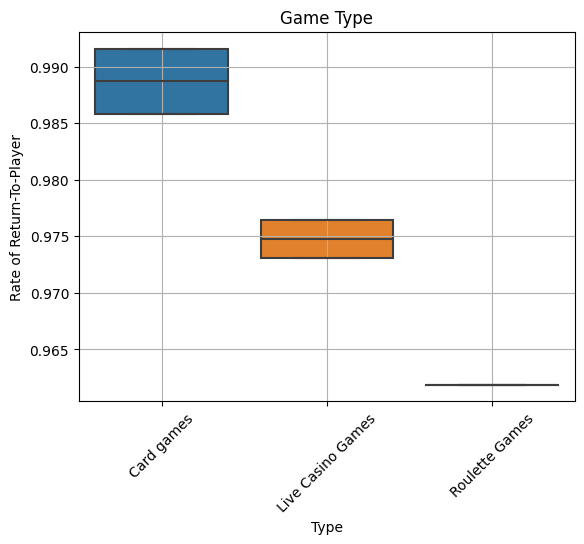 Game Type
Rate of Return-To-Player
0.990
0.985
0.980
0.975
0.970
0.965
Card games
Live Casino Games
Roulette Games
Type